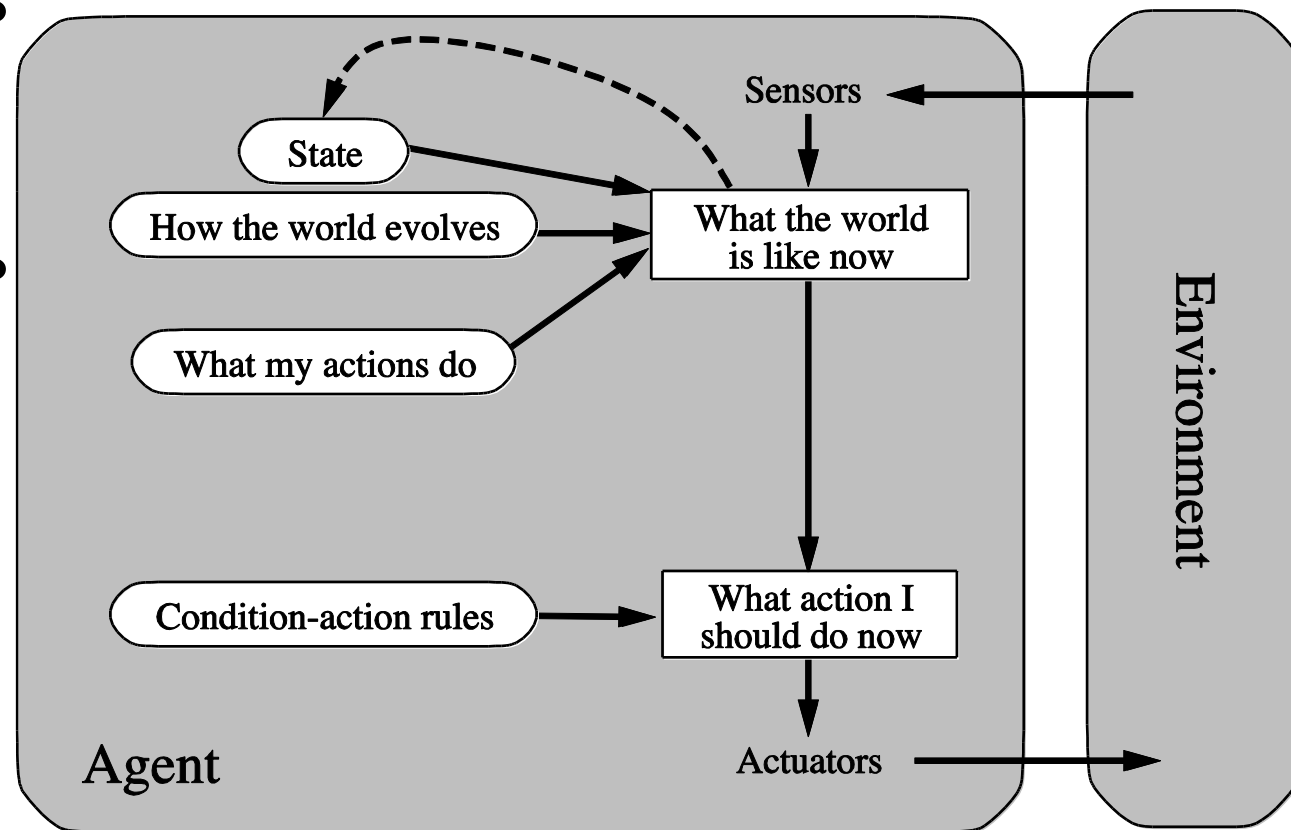 Sensors
State
How the world evolves
What the world
is like now
What my actions do
Environment
Condition-action rules
What action I
should do now
Agent
Actuators